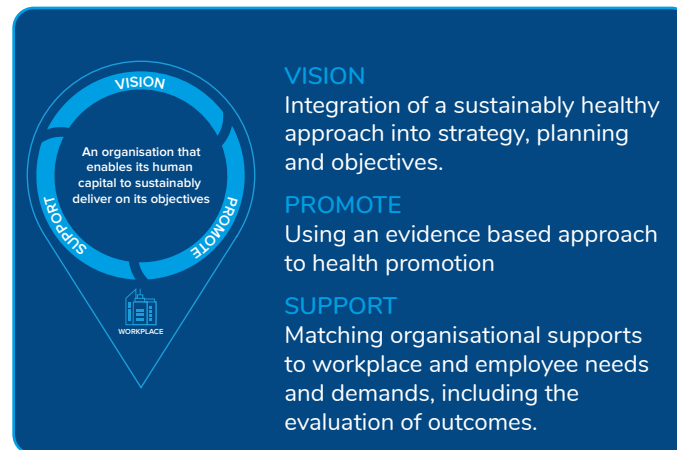 VISION
An organisation that
enables its human
capital to sustainably
deliver on its objectives
SUPPORT
PROMOTE
WORKPLACE
VISION
Integration of a sustainably healthy
approach into strategy, planning
and objectives.
PROMOTE
Using an evidence based approach
to health promotion
SUPPORT
Matching organisational supports
to workplace and employee needs
and demands, including the
evaluation of outcomes.